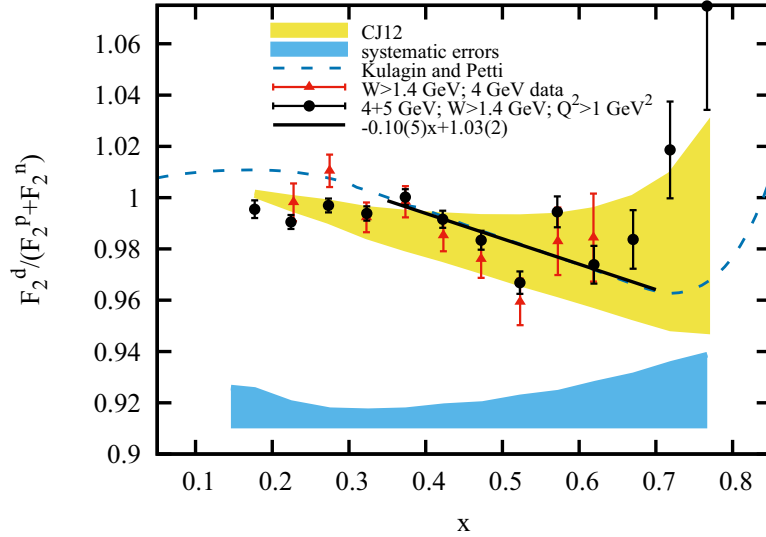 1.06
1.04
1.02
1
0.98
0.96
0.94
0.92
0.9
F₂ᵈ/(F₂ᵖ+F₂ⁿ)
CJ12
systematic errors
Kulagin and Petti
W>1.4 GeV; 4 GeV data
4+5 GeV; W>1.4 GeV; Q²>1 GeV²
-0.10(5)x+1.03(2)
0.1 0.2 0.3 0.4 0.5 0.6 0.7 0.8
x